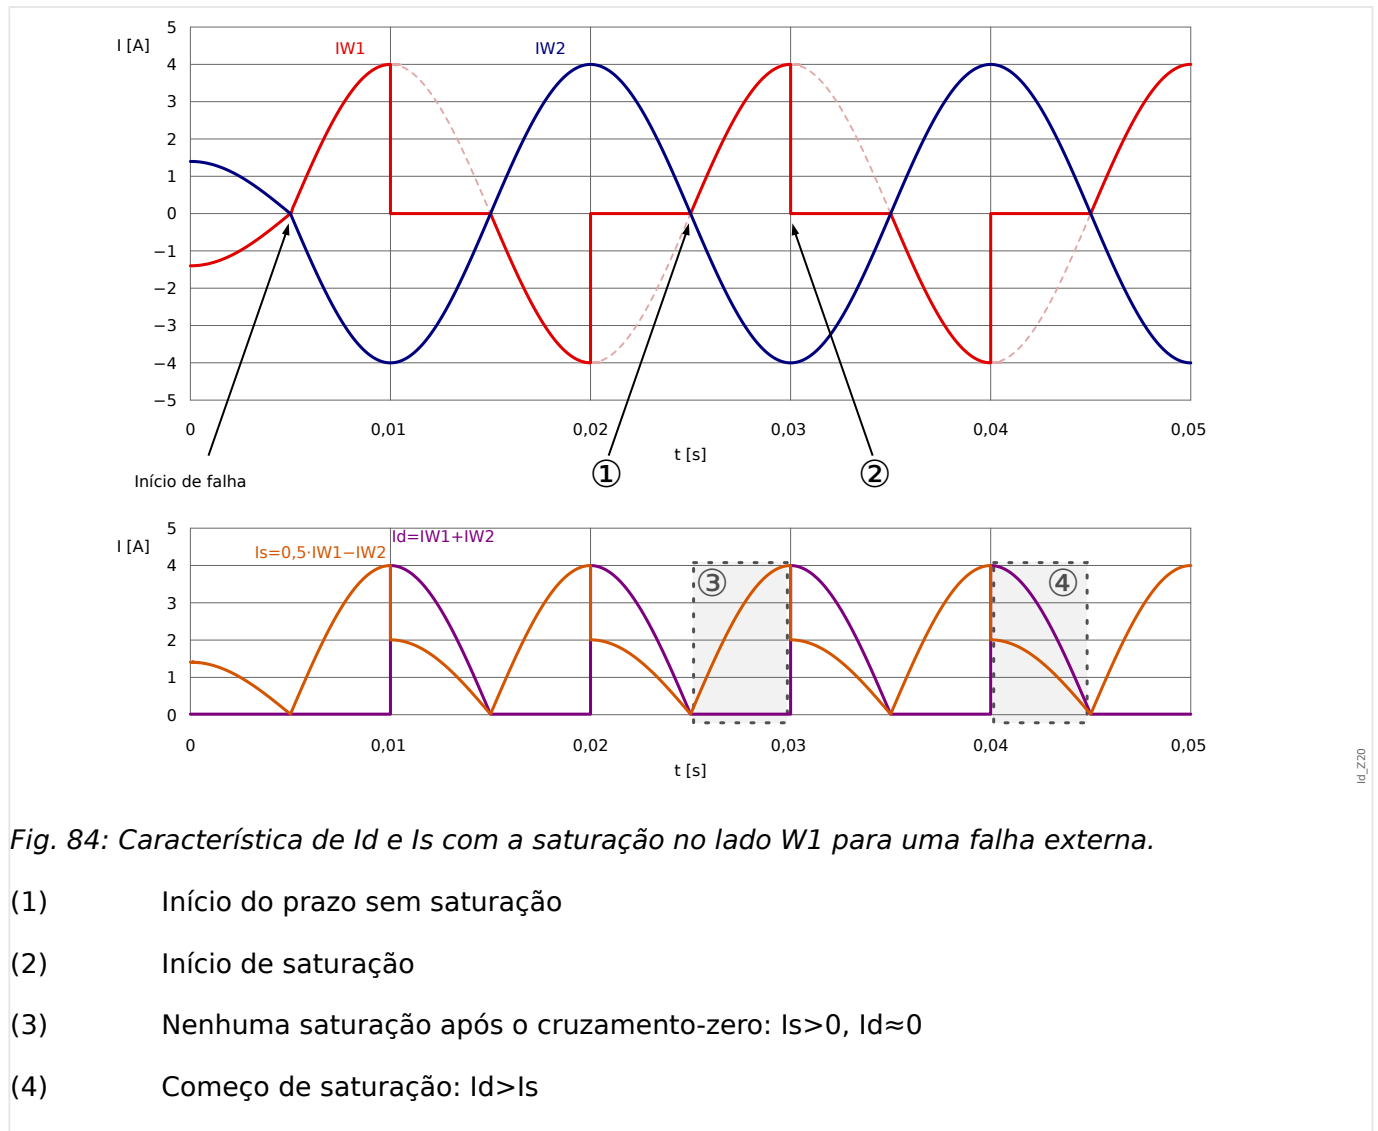 I [A]
IW1
IW2
5
4
3
2
1
0
−1
−2
−3
−4
−5
0 0,01 0,02 0,03 0,04 0,05
t [s]
Início de falha
① ②
I [A]
Is=0,5·IW1−IW2
Id=IW1+IW2
③ ④
5
4
3
2
1
0
0 0,01 0,02 0,03 0,04 0,05
t [s]
Id_Z20
Fig. 84: Característica de Id e Is com a saturação no lado W1 para uma falha externa.
(1) Início do prazo sem saturação
(2) Início de saturação
(3) Nenhuma saturação após o cruzamento-zero: Is>0, Id≈0
(4) Começo de saturação: Id>Is